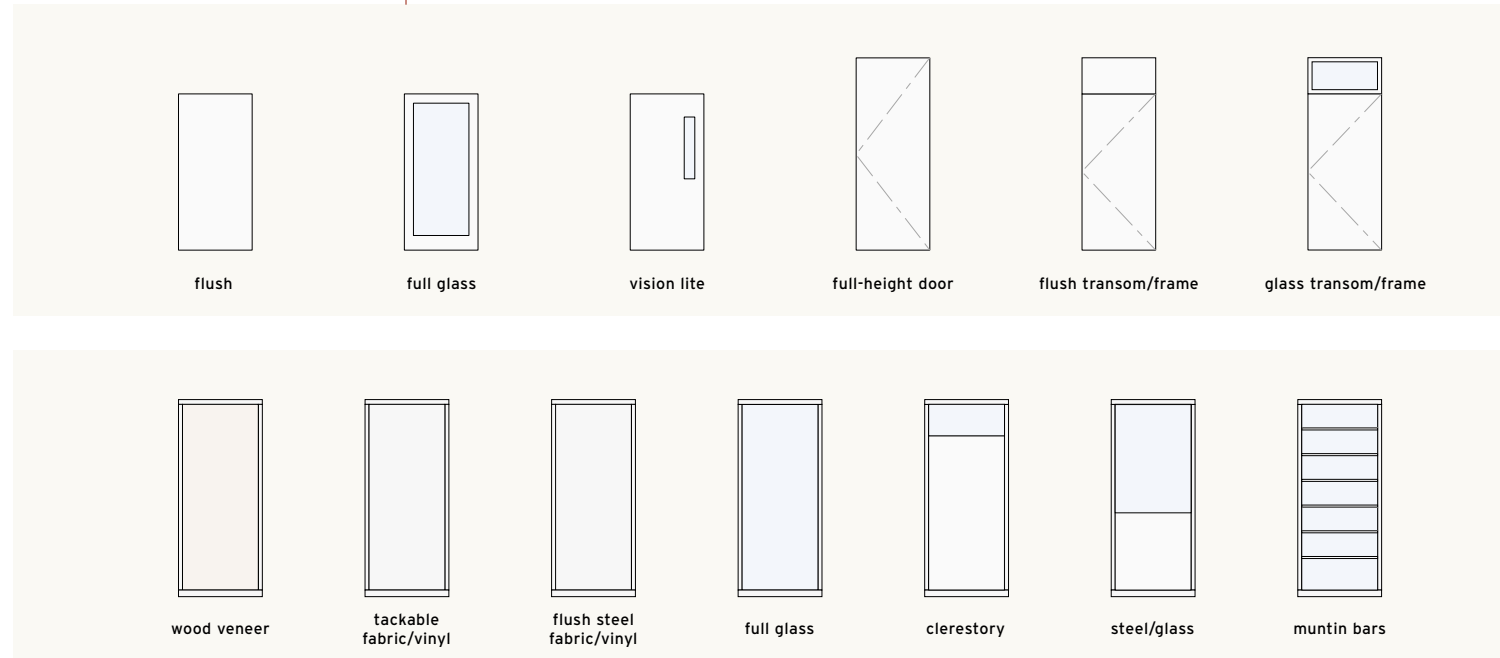 flush
full glass
vision lite
full-height door
flush transom/frame
glass transom/frame
wood veneer
tackable
fabric/vinyl
flush steel
fabric/vinyl
full glass
clerestory
steel/glass
muntin bars